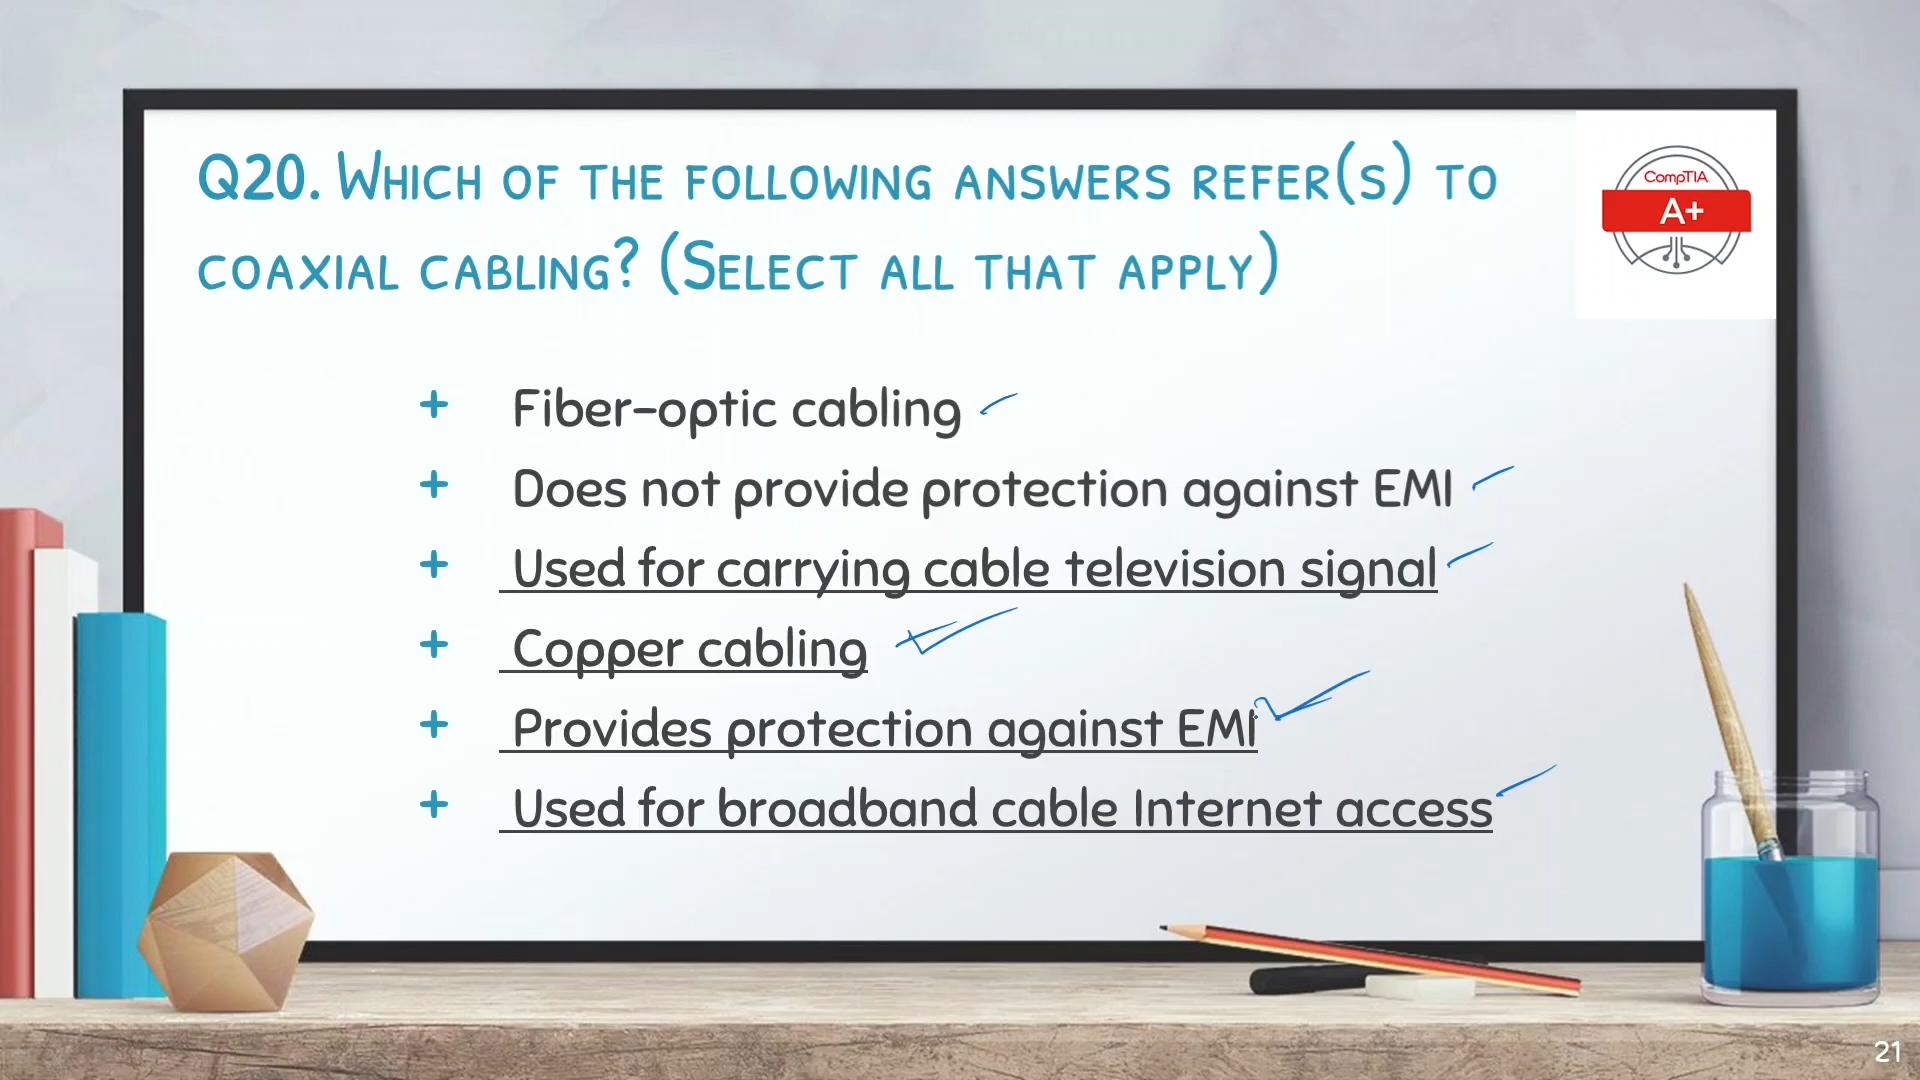 Q20. Which of the following answers refer(s) to
coaxial cabling? (Select all that apply)
CompTIA
A+
+ Fiber-optic cabling
+ Does not provide protection against EMI
+ Used for carrying cable television signal
+ Copper cabling
+ Provides protection against EMI
+ Used for broadband cable Internet access
21